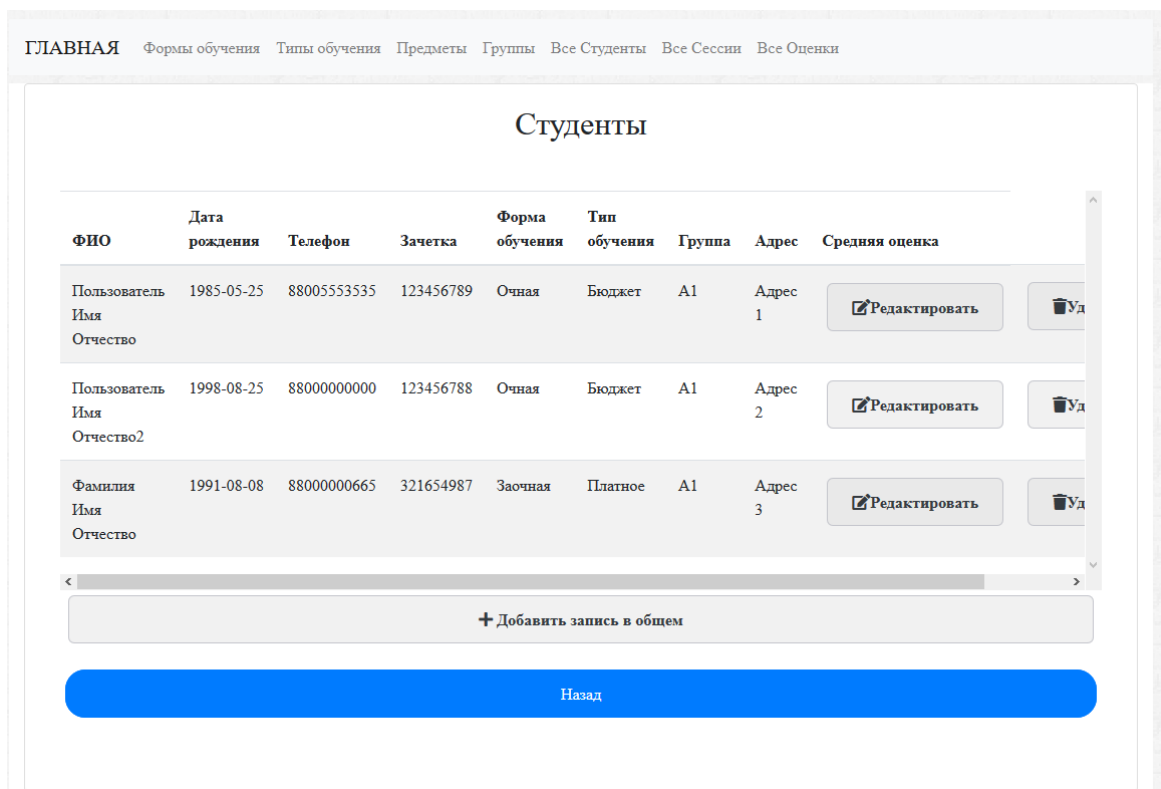 ГЛАВНАЯ Формы обучения Типы обучения Предметы Группы Все Студенты Все Сессии Все Оценки
Студенты
ФИО Дата рождения Телефон Зачетка Форма обучения Тип обучения Группа Адрес Средняя оценка
Пользователь 1985-05-25 88005553535 123456789 Очная Бюджет А1 Адрес
Имя 1 Редактировать Уд
Отчество
Пользователь 1998-08-25 88000000000 123456788 Очная Бюджет А1 Адрес
Имя 2 Редактировать Уд
Отчество2
Фамилия 1991-08-08 88000000665 321654987 Заочная Платное А1 Адрес
Имя 3 Редактировать Уд
Отчество
Добавить запись в общем
Назад